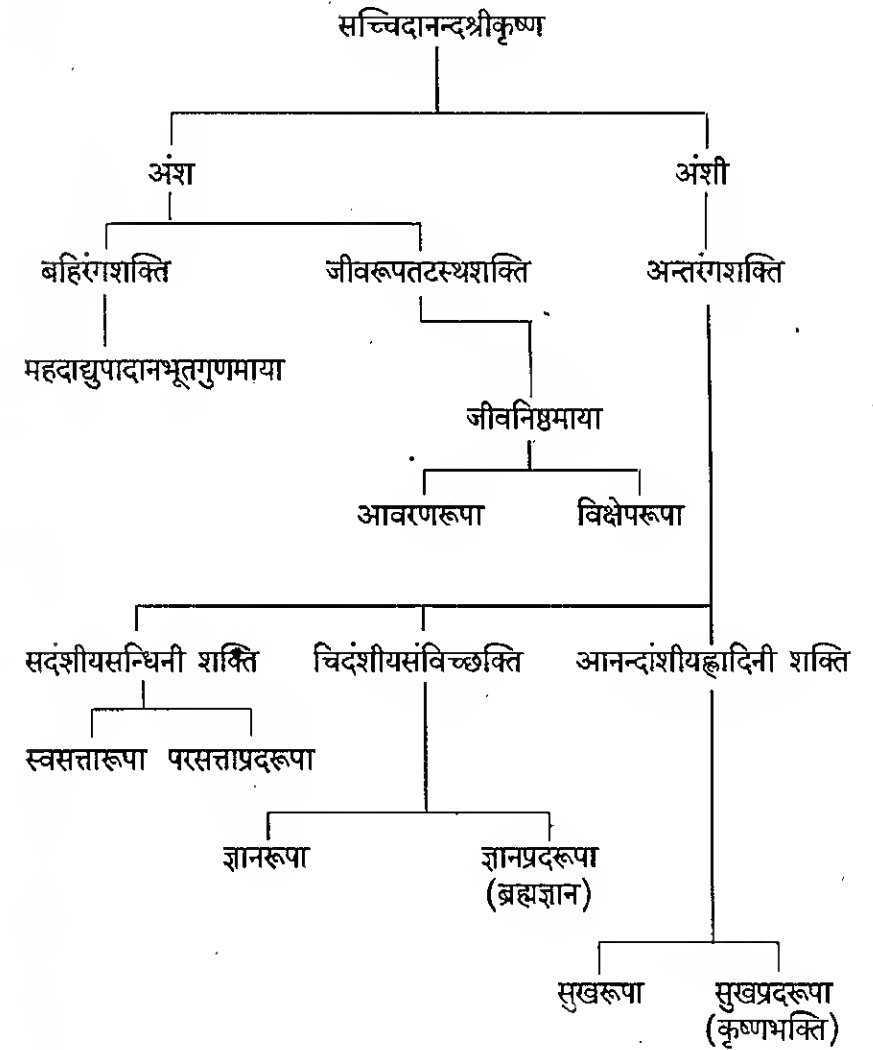 सच्चिदानन्दश्रीकृष्ण
अंश अंशी
बहिरंगशक्ति जीवरूपतटस्थशक्ति अन्तरंगशक्ति
महदाद्युपादानभूतगुणमाया
जीवनिष्ठमाया
आवरणरूपा विक्षेपरूपा
सदंशीयसन्धिनी शक्ति चिदंशीयसंविच्छक्ति आनन्दांशीयह्लादिनी शक्ति
स्वसत्तारूपा परसत्ताप्रदरूपा
ज्ञानरूपा ज्ञानप्रदरूपा
(ब्रह्मज्ञान)
सुखरूपा सुखप्रदरूपा
(कृष्णभक्ति)